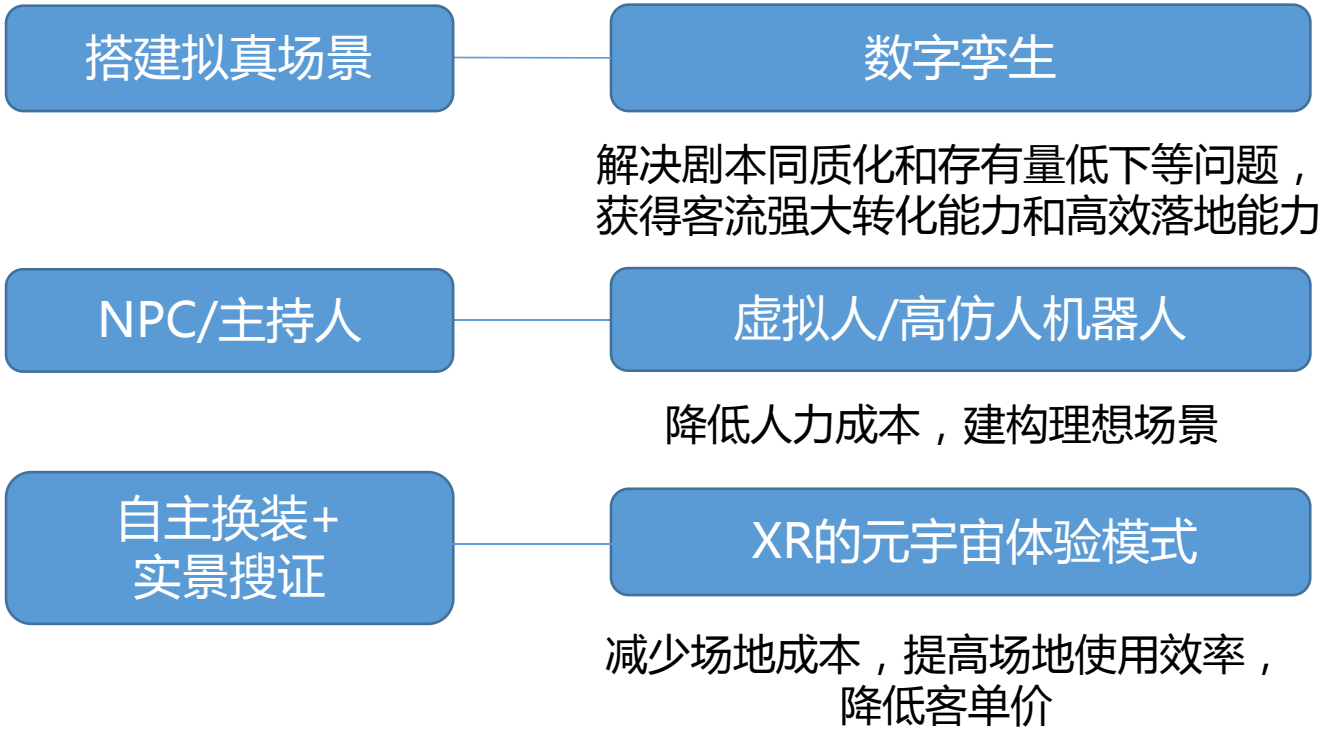 搭建拟真场景
数字孪生
解决剧本同质化和存有量低下等问题，
获得客流强大转化能力和高效落地能力
NPC/主持人
虚拟人/高仿人机器人
降低人力成本，建构理想场景
自主换装+
实景搜证
XR的元宇宙体验模式
减少场地成本，提高场地使用效率，
降低客单价